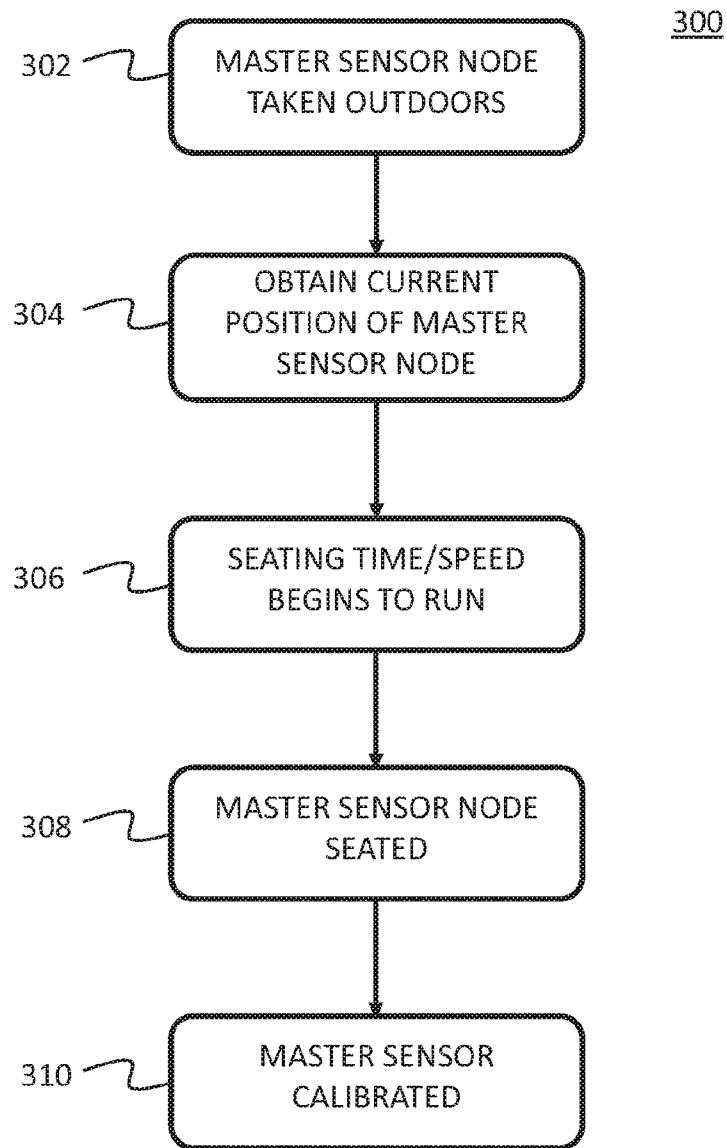 300
302
MASTER SENSOR NODE
TAKEN OUTDOORS
304
OBTAIN CURRENT
POSITION OF MASTER
SENSOR NODE
306
SEATING TIME/SPEED
BEGINS TO RUN
308
MASTER SENSOR NODE
SEATED
310
MASTER SENSOR
CALIBRATED